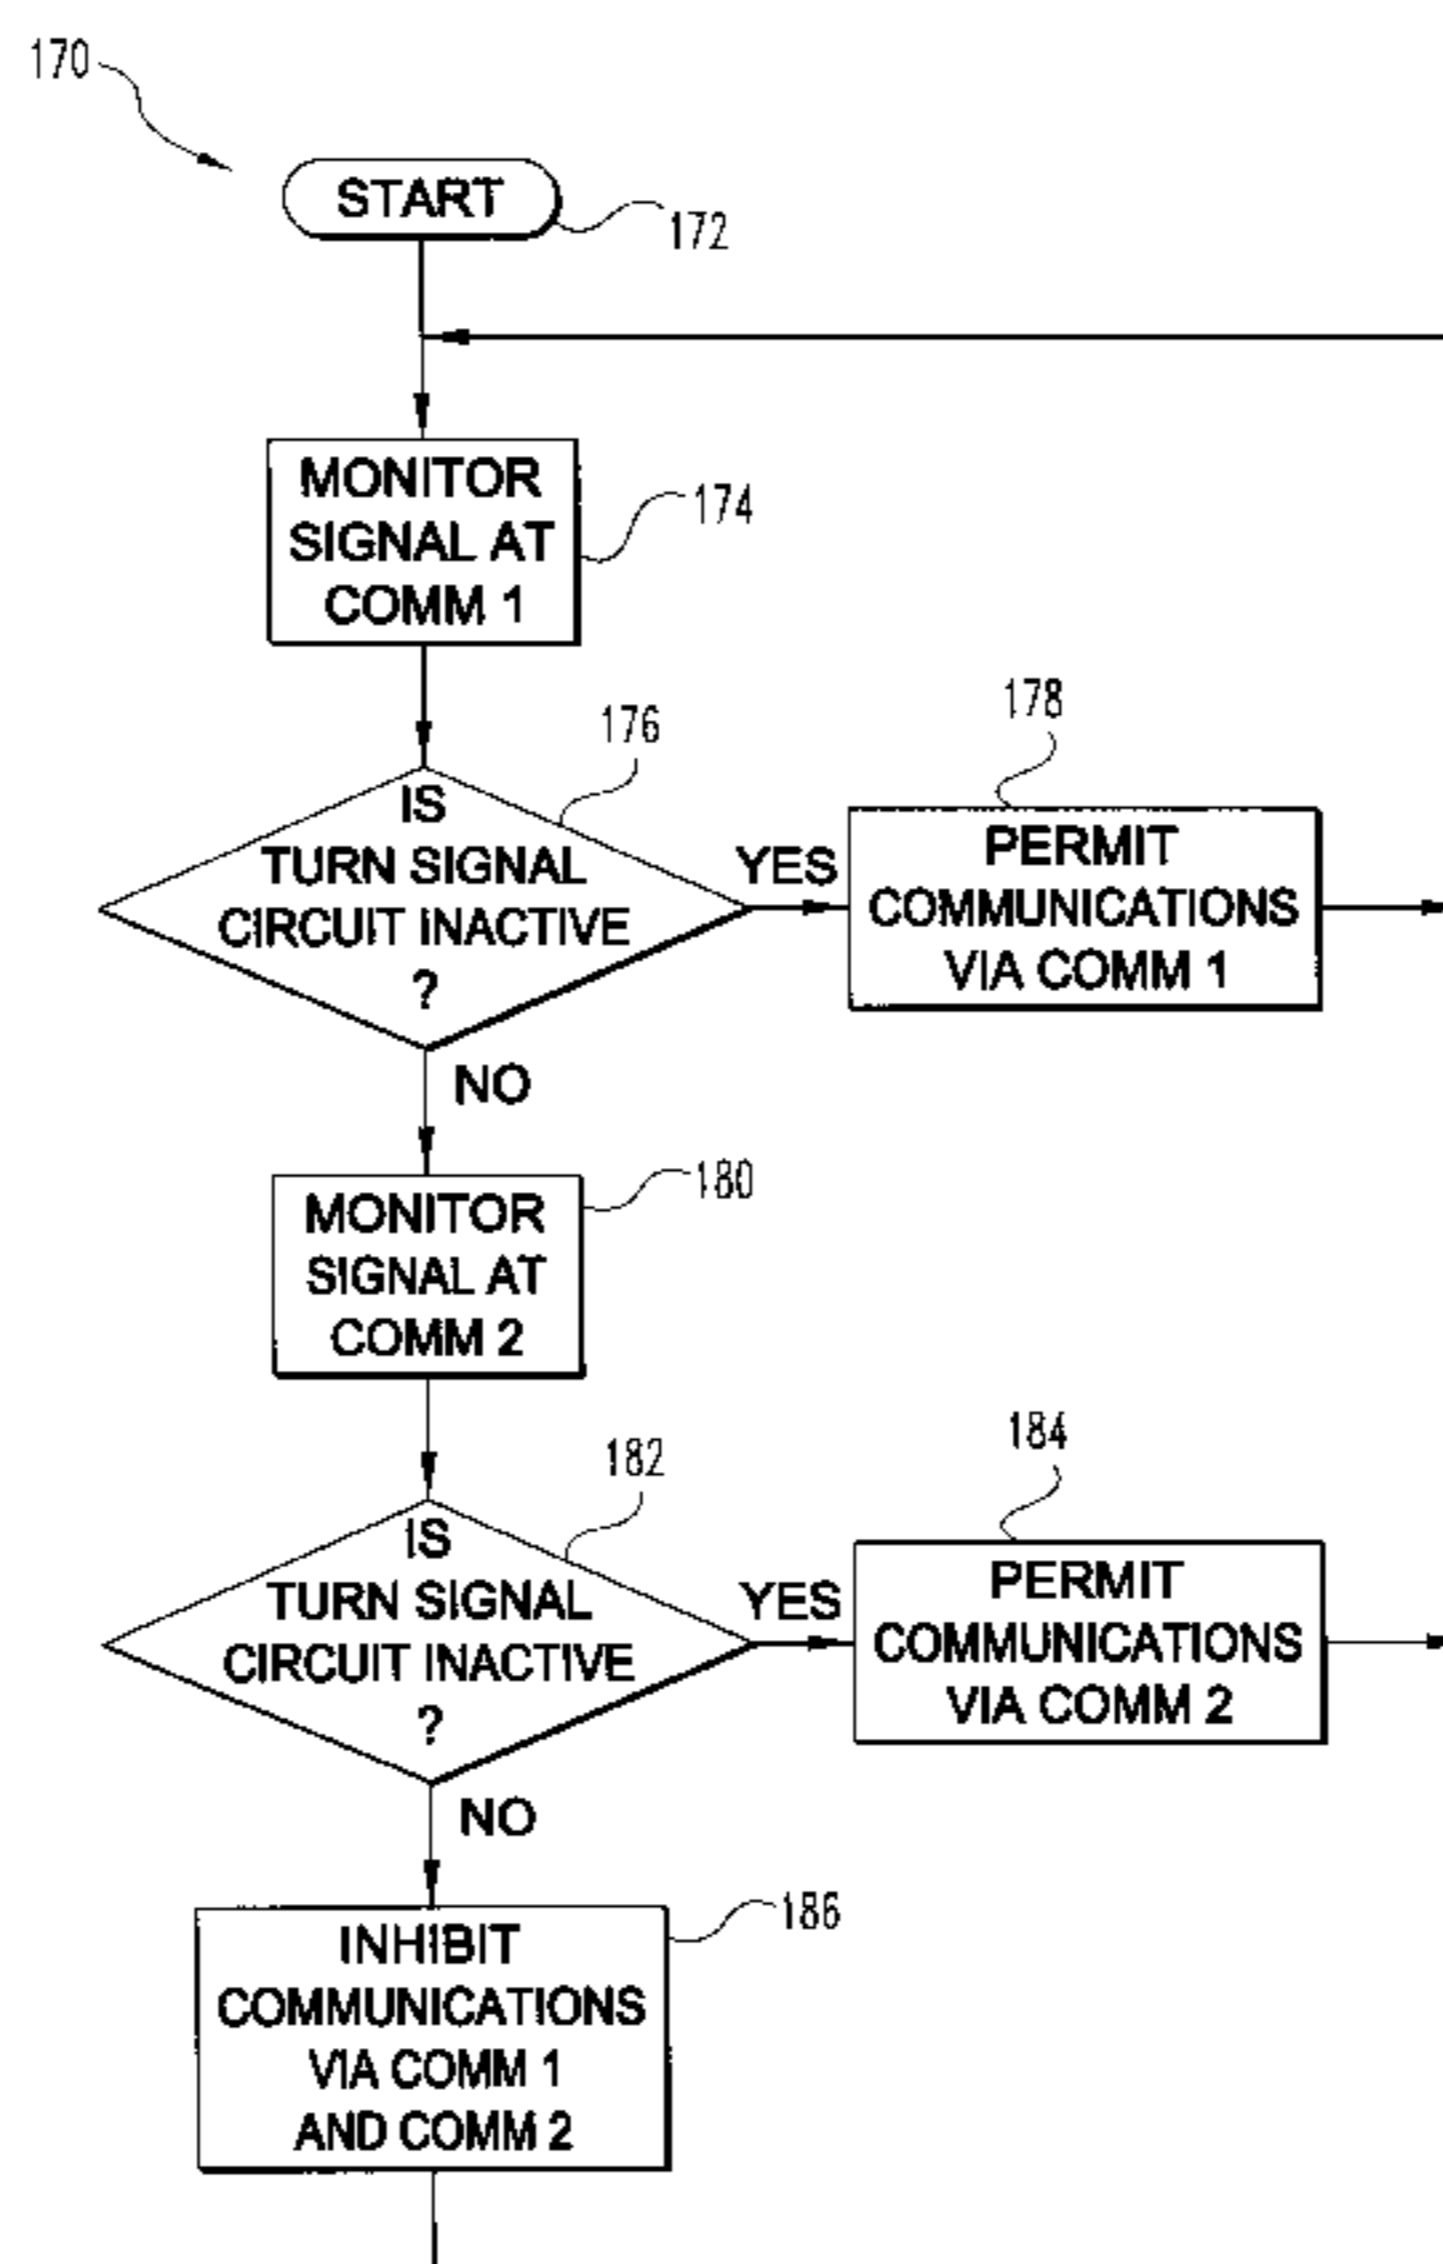 170
START
172
MONITOR
SIGNAL AT
COMM 1
174
176
IS
TURN SIGNAL
CIRCUIT INACTIVE
?
YES
178
PERMIT
COMMUNICATIONS
VIA COMM 1
NO
180
MONITOR
SIGNAL AT
COMM 2
182
IS
TURN SIGNAL
CIRCUIT INACTIVE
?
YES
184
PERMIT
COMMUNICATIONS
VIA COMM 2
NO
186
INHIBIT
COMMUNICATIONS
VIA COMM 1
AND COMM 2